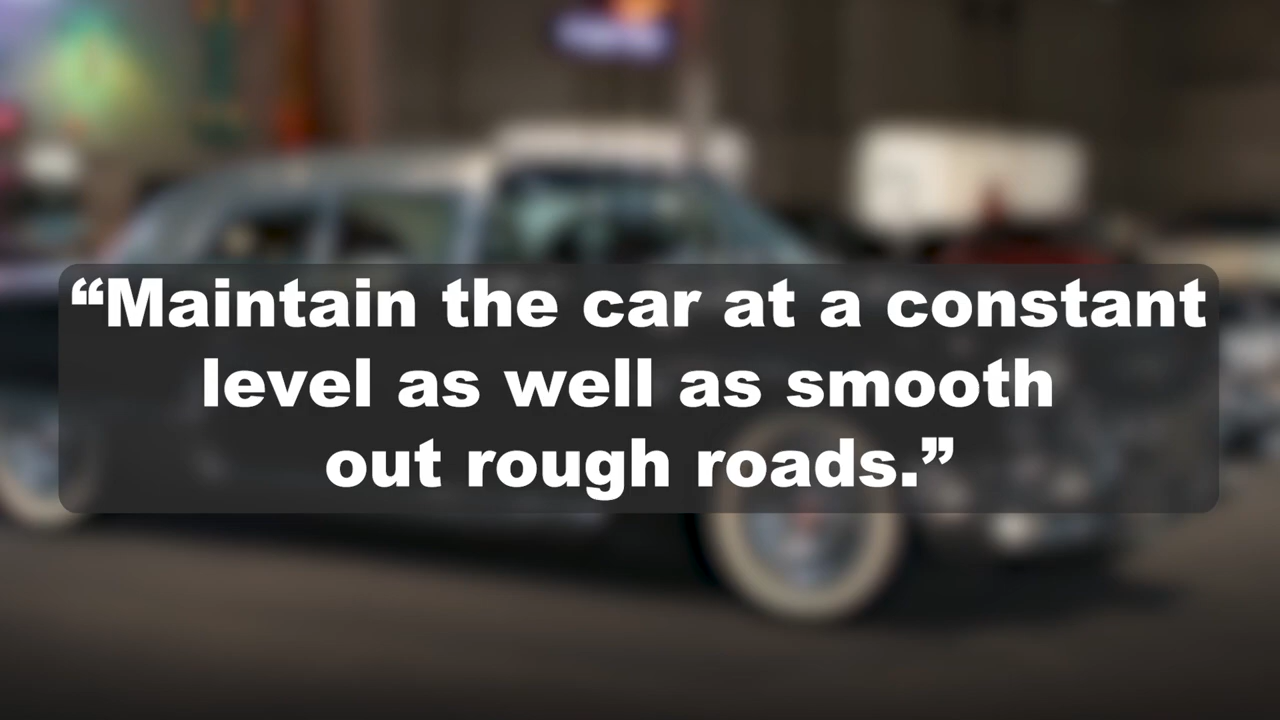 “Maintain the car at a constant
level as well as smooth
out rough roads.”